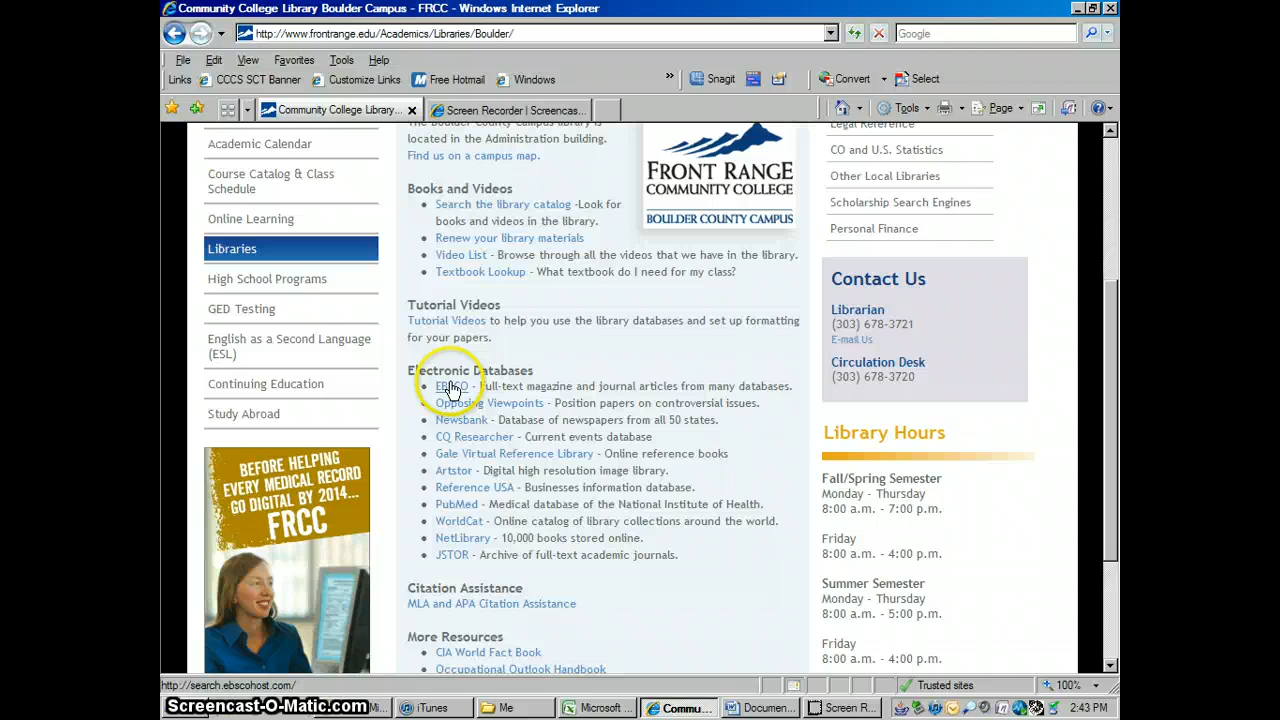 Community College Library Boulder Campus - FRCC - Windows Internet Explorer
http://www.frontrange.edu/Academics/Libraries/Boulder/
Google
File Edit View Favorites Tools Help
Links CCCS SCT Banner Customize Links Free Hotmail Windows » Snagit Convert Select
Community College Library... Screen Recorder | Screencas... Tools Page
Academic Calendar
Course Catalog & Class
Schedule
Online Learning
Libraries
High School Programs
GED Testing
English as a Second Language
(ESL)
Continuing Education
Study Abroad
BEFORE HELPING
EVERY MEDICAL RECORD
GO DIGITAL BY 2014...
FRCC
The Boulder County Campus library is
located in the Administration building.
Find us on a campus map.
FRONT RANGE
COMMUNITY COLLEGE
BOULDER COUNTY CAMPUS
Books and Videos
Search the library catalog -Look for
books and videos in the library.
Renew your library materials
Video List - Browse through all the videos that we have in the library.
Textbook Lookup - What textbook do I need for my class?
Tutorial Videos
Tutorial Videos to help you use the library databases and set up formatting
for your papers.
Electronic Databases
EBSCO - Full-text magazine and journal articles from many databases.
Opposing Viewpoints - Position papers on controversial issues.
Newsbank - Database of newspapers from all 50 states.
CQ Researcher - Current events database
Gale Virtual Reference Library - Online reference books
Artstor - Digital high resolution image library.
Reference USA - Businesses information database.
PubMed - Medical database of the National Institute of Health.
WorldCat - Online catalog of library collections around the world.
NetLibrary - 10,000 books stored online.
JSTOR - Archive of full-text academic journals.
Citation Assistance
MLA and APA Citation Assistance
More Resources
CIA World Fact Book
Occupational Outlook Handbook
Legal Reference
CO and U.S. Statistics
Other Local Libraries
Scholarship Search Engines
Personal Finance
Contact Us
Librarian
(303) 678-3721
E-Mail Us
Circulation Desk
(303) 678-3720
Library Hours
Fall/Spring Semester
Monday - Thursday
8:00 a.m. - 7:00 p.m.
Friday
8:00 a.m. - 4:00 p.m.
Summer Semester
Monday - Thursday
8:00 a.m. - 5:00 p.m.
Friday
8:00 a.m. - 4:00 p.m.
http://search.ebscohost.com/ Trusted sites 100%
Screencast-O-Matic.com Mi... iTunes Me Microsoft ... Commu... Documen... Screen R... 2:43 PM